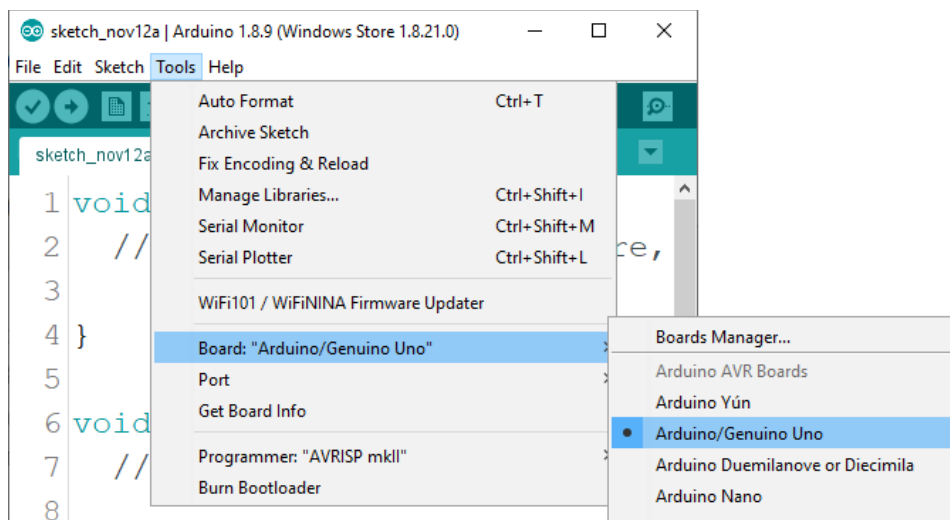 sketch_nov12a | Arduino 1.8.9 (Windows Store 1.8.21.0)
File Edit Sketch Tools Help
sketch_nov12a
Auto Format Ctrl+T
Archive Sketch
Fix Encoding & Reload
Manage Libraries... Ctrl+Shift+I
Serial Monitor Ctrl+Shift+M
Serial Plotter Ctrl+Shift+L
WiFi101 / WiFiNINA Firmware Updater
Board: "Arduino/Genuino Uno"
Port
Get Board Info
Programmer: "AVRISP mkII"
Burn Bootloader
Boards Manager...
Arduino AVR Boards
Arduino Yún
Arduino/Genuino Uno
Arduino Duemilanove or Diecimila
Arduino Nano
1 void
2 // re,
3
4 }
5
6 void
7 //
8